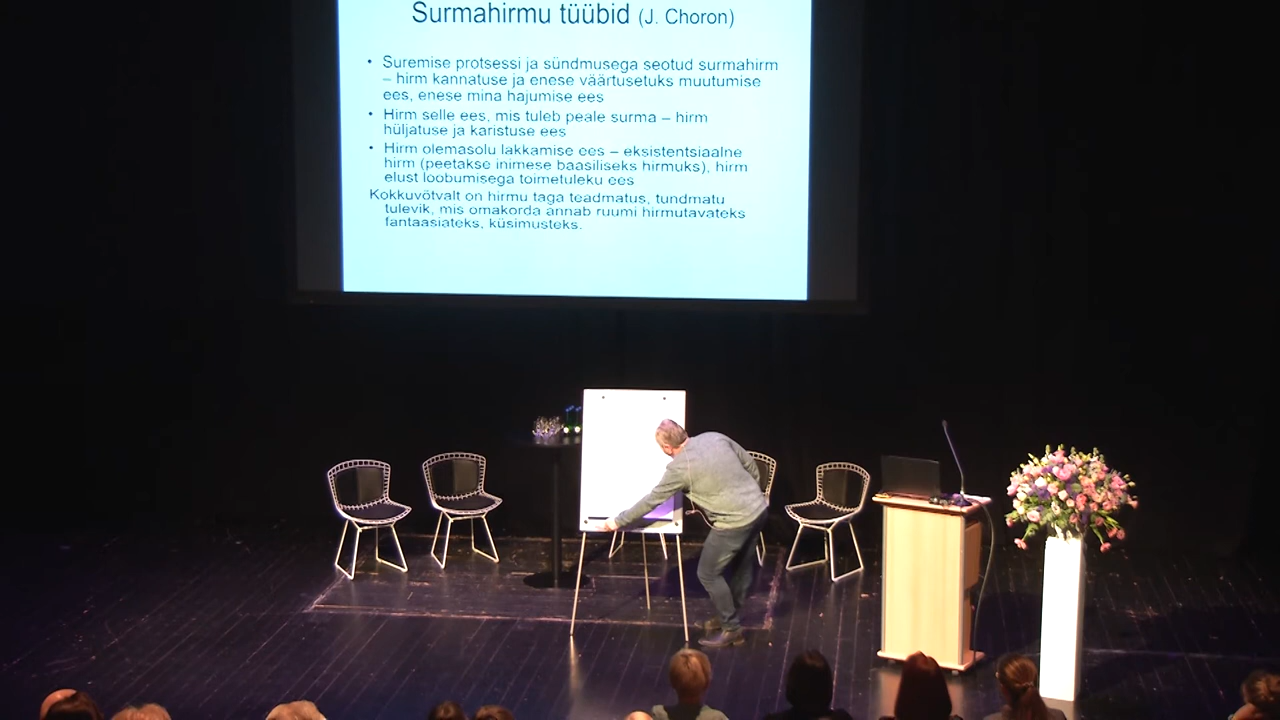 Surmahirmu tüübid (J. Choron)
• Suremise protsessi ja sündmusega seotud surmahirm
– hirm kannatuse ja enese väärtusetuks muutumise
ees, enese mina hajumise ees
• Hirm selle ees, mis tuleb peale surma – hirm
hüljatuse ja karistuse ees
• Hirm olemasolu lakkamise ees – eksistentsiaalne
hirm (peetakse inimese baasiliseks hirmuks), hirm
elust loobumisega toimetuleku ees
Kokkuvõtvalt on hirmu taga teadmatus, tundmatu
tulevik, mis omakorda annab ruumi hirmutavateks
fantaasiateks, küsimusteks.